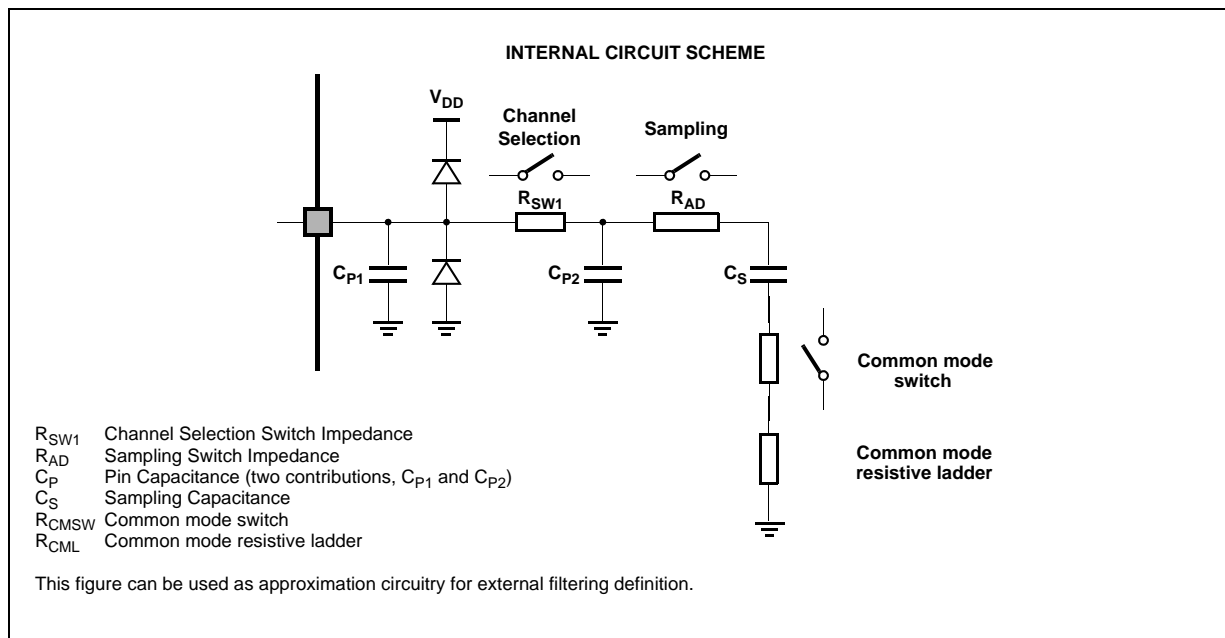 INTERNAL CIRCUIT SCHEME
VDD
Channel
Selection
Sampling
RSW1
RAD
CP1
CP2
CS
Common mode
switch
Common mode
resistive ladder
RSW1 Channel Selection Switch Impedance
RAD Sampling Switch Impedance
CP Pin Capacitance (two contributions, CP1 and CP2)
CS Sampling Capacitance
RCMSW Common mode switch
RCML Common mode resistive ladder
This figure can be used as approximation circuitry for external filtering definition.